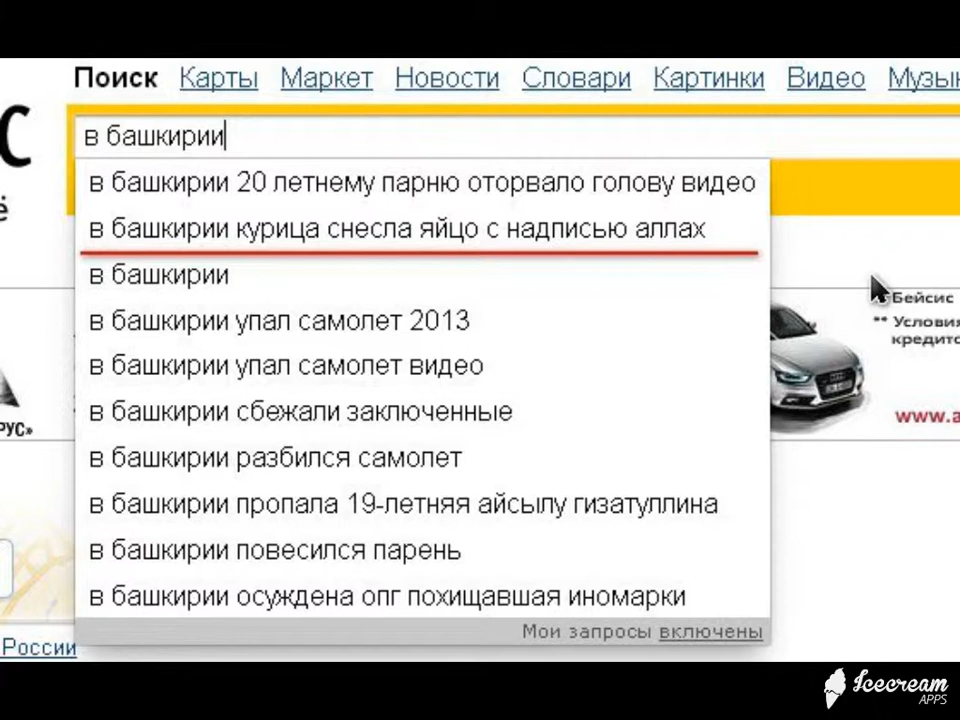 Поиск Карты Маркет Новости Словари Картинки Видео
в башкирии
в башкирии 20 летнему парню оторвало голову видео
в башкирии курица снесла яйцо с надписью аллах
в башкирии
в башкирии упал самолет 2013
в башкирии упал самолет видео
в башкирии сбежали заключенные
в башкирии разбился самолет
в башкирии пропала 19-летняя айсылу гизатуллина
в башкирии повесился парень
в башкирии осуждена опг похищавшая иномарки
Мои запросы включены
Бейсис
** Условия
кредито
www.a
РУС»
России
Icecream
APPS